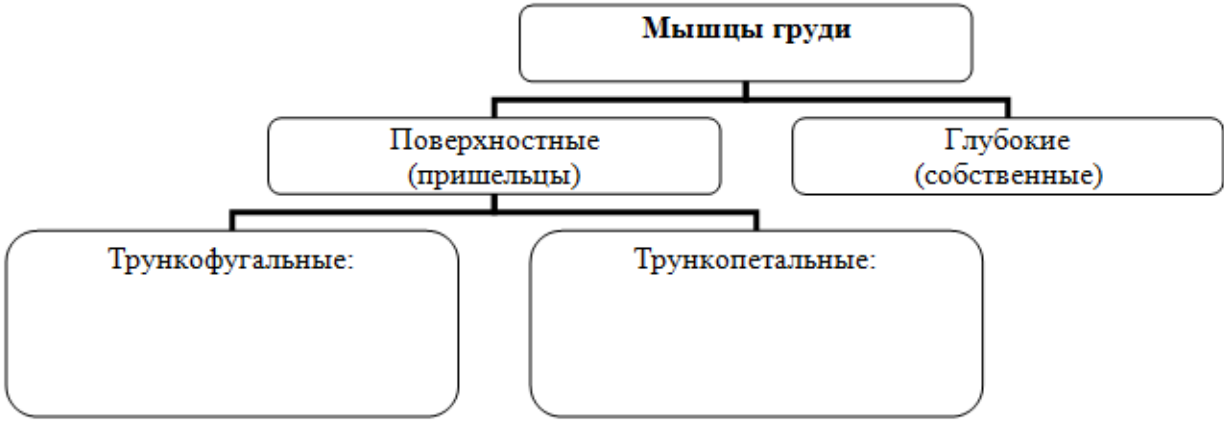 Мышцы груди
Поверхностные
(пришельцы)
Глубокие
(собственные)
Трункофугальные:
Трункопетальные: